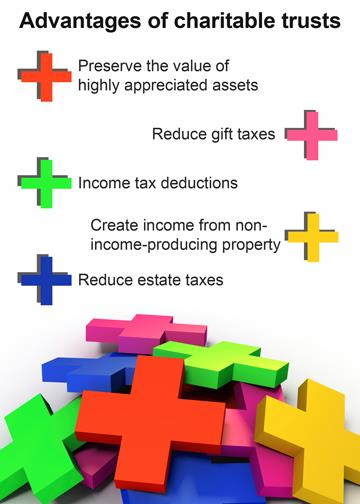 Advantages of charitable trusts
Preserve the value of
highly appreciated assets
Reduce gift taxes
Income tax deductions
Create income from non-
income-producing property
Reduce estate taxes